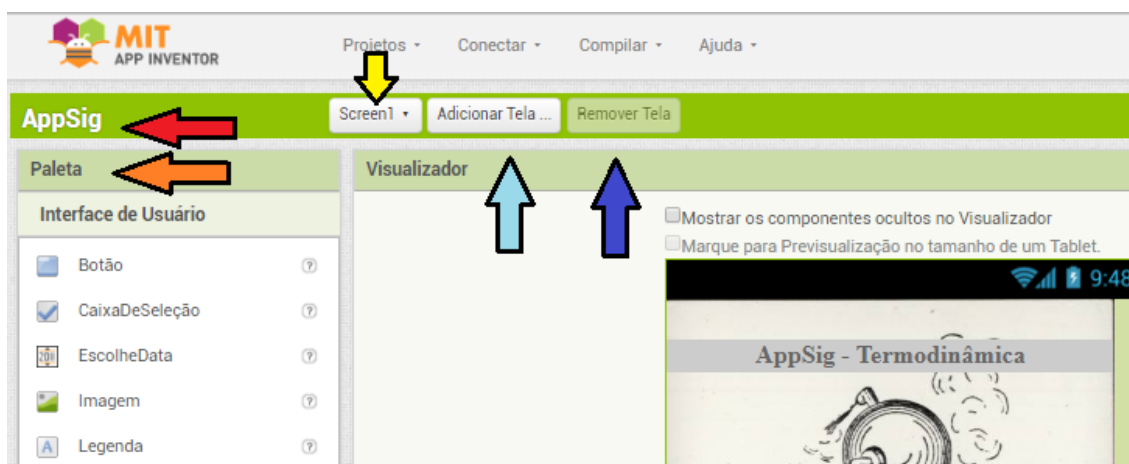 MIT
APP INVENTOR
Projetos
Conectar
Compilar
Ajuda
AppSig
Screen1
Adicionar Tela ...
Remover Tela
Paleta
Visualizador
Interface de Usuário
Mostrar os componentes ocultos no Visualizador
Marque para Previsualização no tamanho de um Tablet.
Botão ?
9:48
CaixaDeSeleção ?
EscolheData ?
AppSig - Termodinâmica
Imagem ?
A Legenda ?